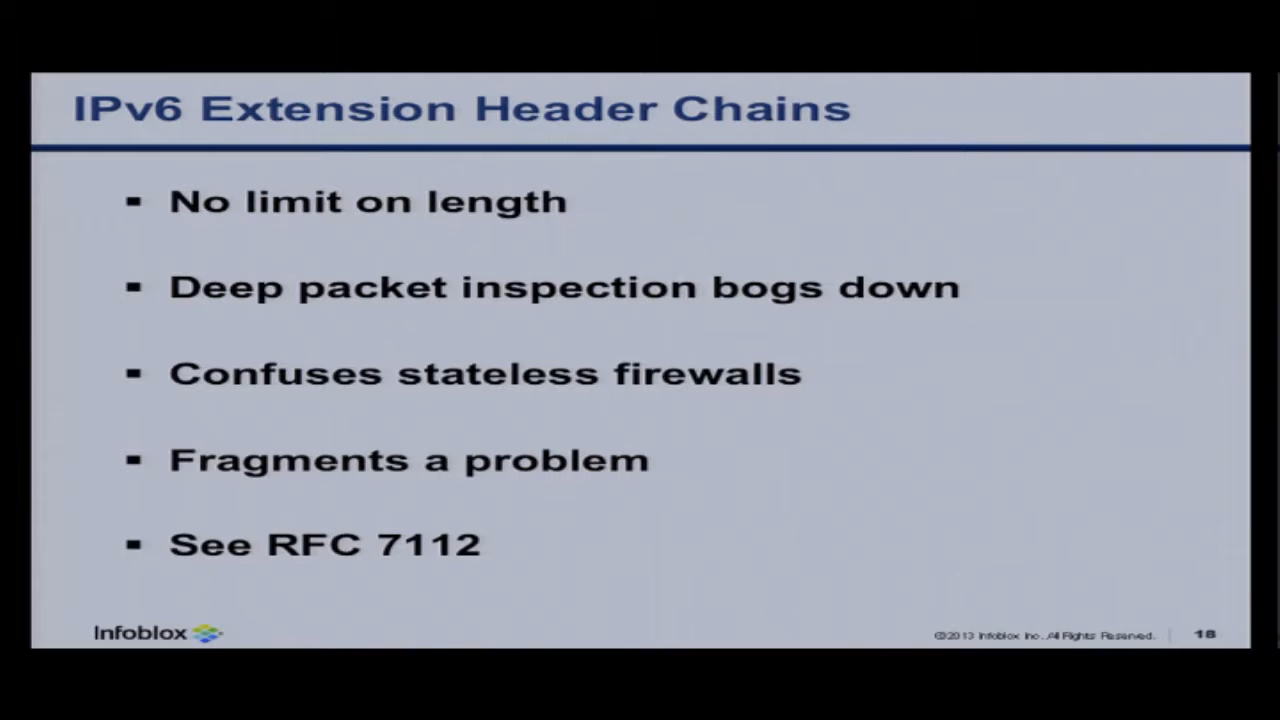 IPv6 Extension Header Chains
▪ No limit on length
▪ Deep packet inspection bogs down
▪ Confuses stateless firewalls
▪ Fragments a problem
▪ See RFC 7112
Infoblox
©2013 Infoblox Inc. All Rights Reserved. 18